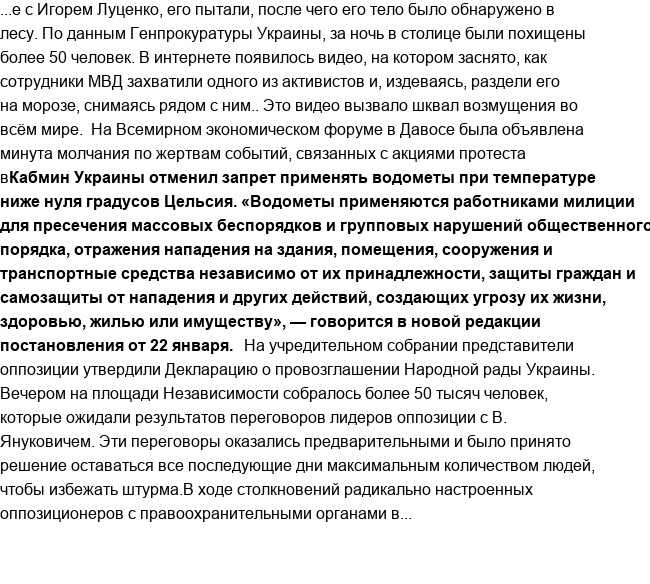 ...е с Игорем Луценко, его пытали, после чего его тело было обнаружено в
лесу. По данным Генпрокуратуры Украины, за ночь в столице были похищены
более 50 человек. В интернете появилось видео, на котором заснято, как
сотрудники МВД захватили одного из активистов и, издеваясь, раздели его
на морозе, снимаясь рядом с ним.. Это видео вызвало шквал возмущения во
всём мире.  На Всемирном экономическом форуме в Давосе была объявлена
минута молчания по жертвам событий, связанных с акциями протеста
вКабмин Украины отменил запрет применять водометы при температуре
ниже нуля градусов Цельсия. «Водометы применяются работниками милиции
для пресечения массовых беспорядков и групповых нарушений общественного
порядка, отражения нападения на здания, помещения, сооружения и
транспортные средства независимо от их принадлежности, защиты граждан и
самозащиты от нападения и других действий, создающих угрозу их жизни,
здоровью, жилью или имуществу», — говорится в новой редакции
постановления от 22 января.  На учредительном собрании представители
оппозиции утвердили Декларацию о провозглашении Народной рады Украины.
Вечером на площади Независимости собралось более 50 тысяч человек,
которые ожидали результатов переговоров лидеров оппозиции с В.
Януковичем. Эти переговоры оказались предварительными и было принято
решение оставаться все последующие дни максимальным количеством людей,
чтобы избежать штурма.В ходе столкновений радикально настроенных
оппозиционеров с правоохранительными органами в...